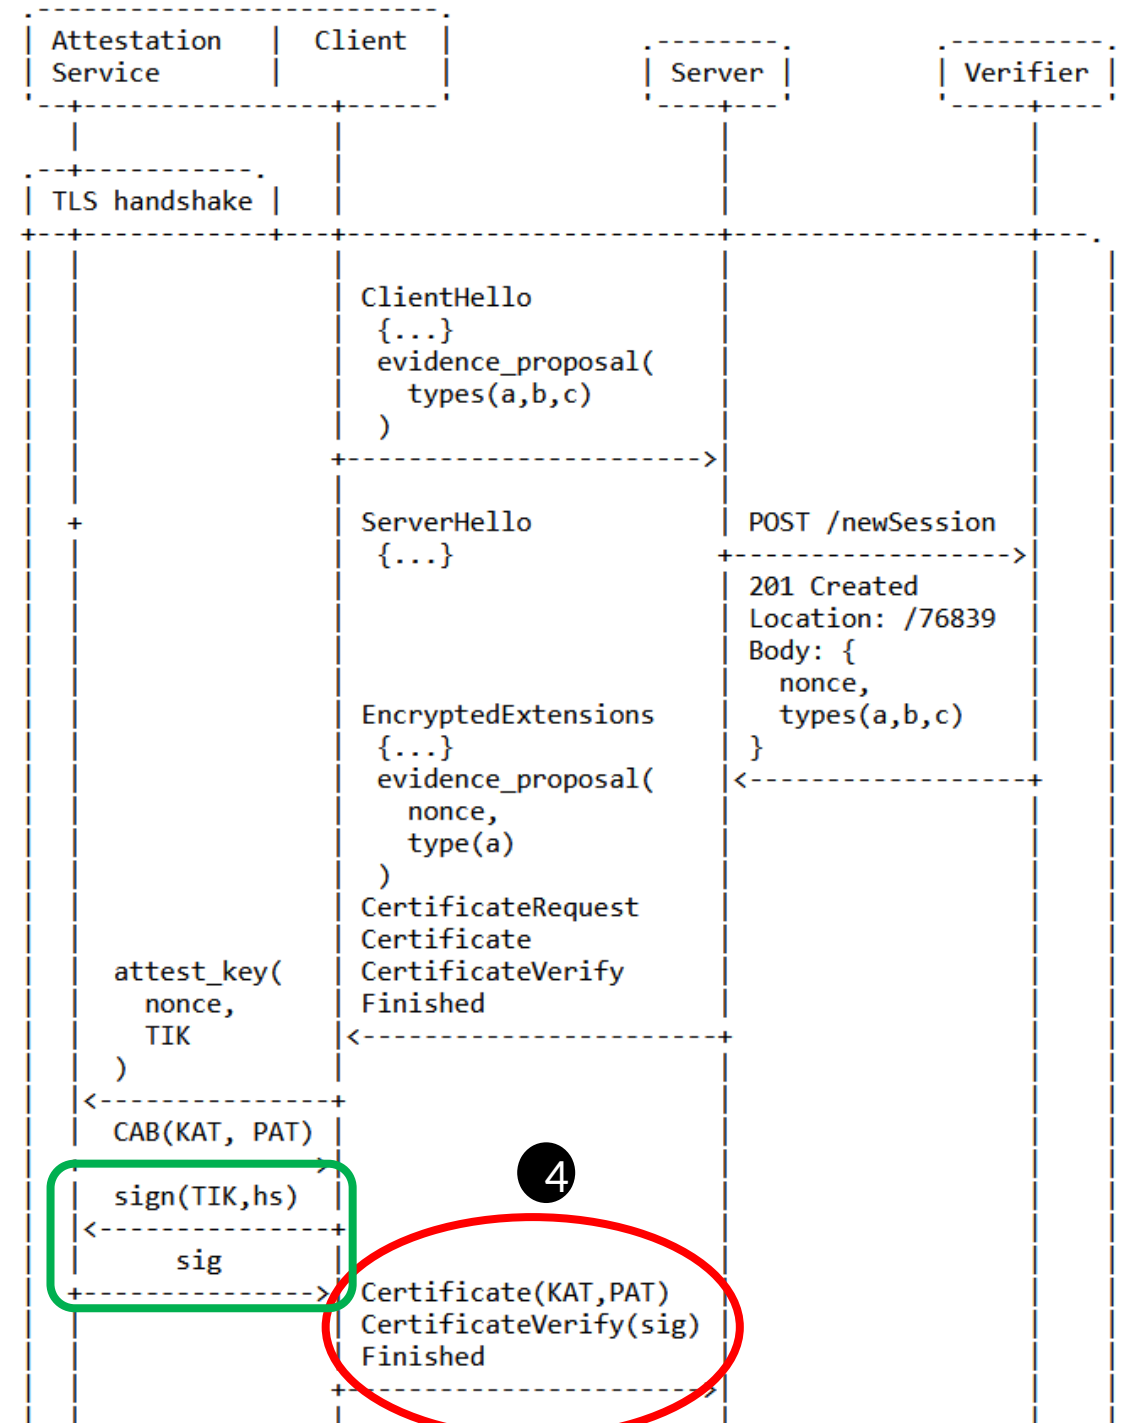 Attestation Service
Client
Server
Verifier
TLS handshake
ClientHello
{...}
evidence_proposal(
types(a,b,c)
)
ServerHello
{...}
POST /newSession
201 Created
Location: /76839
Body: {
nonce,
types(a,b,c)
}
EncryptedExtensions
{...}
evidence_proposal(
nonce,
type(a)
)
CertificateRequest
Certificate
CertificateVerify
Finished
attest_key(
nonce,
TIK
)
CAB(KAT, PAT)
sign(TIK,hs)
sig
4
Certificate(KAT,PAT)
CertificateVerify(sig)
Finished